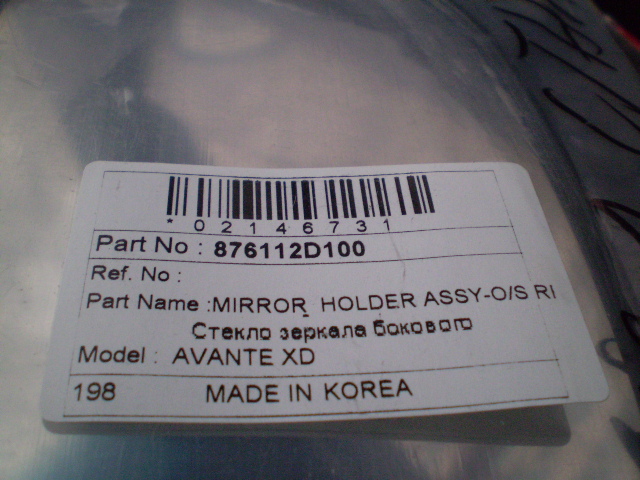 * 02146731
Part No : 876112D100
Ref. No :
Part Name :MIRROR HOLDER ASSY-O/S RI
Стекло зеркала бокового
Model : AVANTE XD
198 MADE IN KOREA